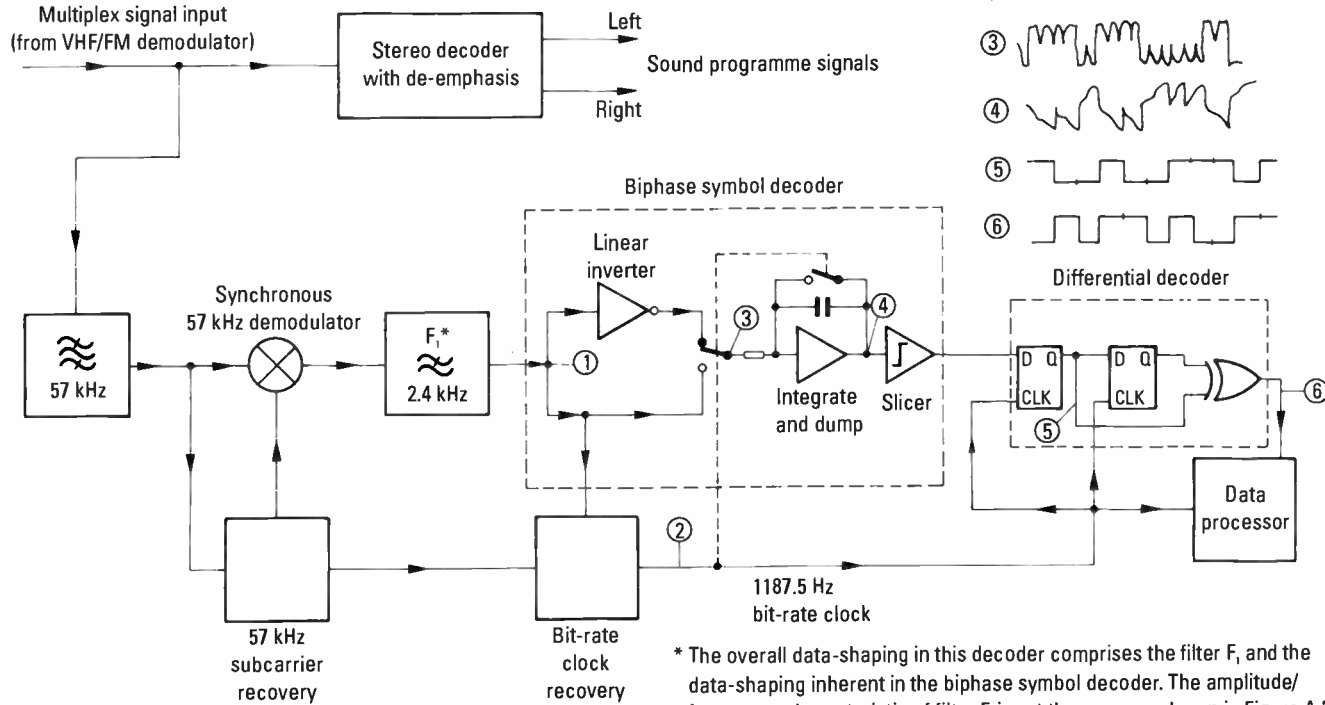 Multiplex signal input
(from VHF/FM demodulator)
Stereo decoder
with de-emphasis
Left
Right
Sound programme signals
③
④
⑤
⑥
Biphase symbol decoder
Linear
inverter
Synchronous
57 kHz demodulator
57 kHz
F₁*
2.4 kHz
①
③
④
Integrate
and dump
Slicer
Differential decoder
D Q
CLK
D Q
CLK
⑤
⑥
Data
processor
②
1187.5 Hz
bit-rate clock
57 kHz
subcarrier
recovery
Bit-rate
clock
recovery
* The overall data-shaping in this decoder comprises the filter F₁ and the
data-shaping inherent in the biphase symbol decoder. The amplitude/